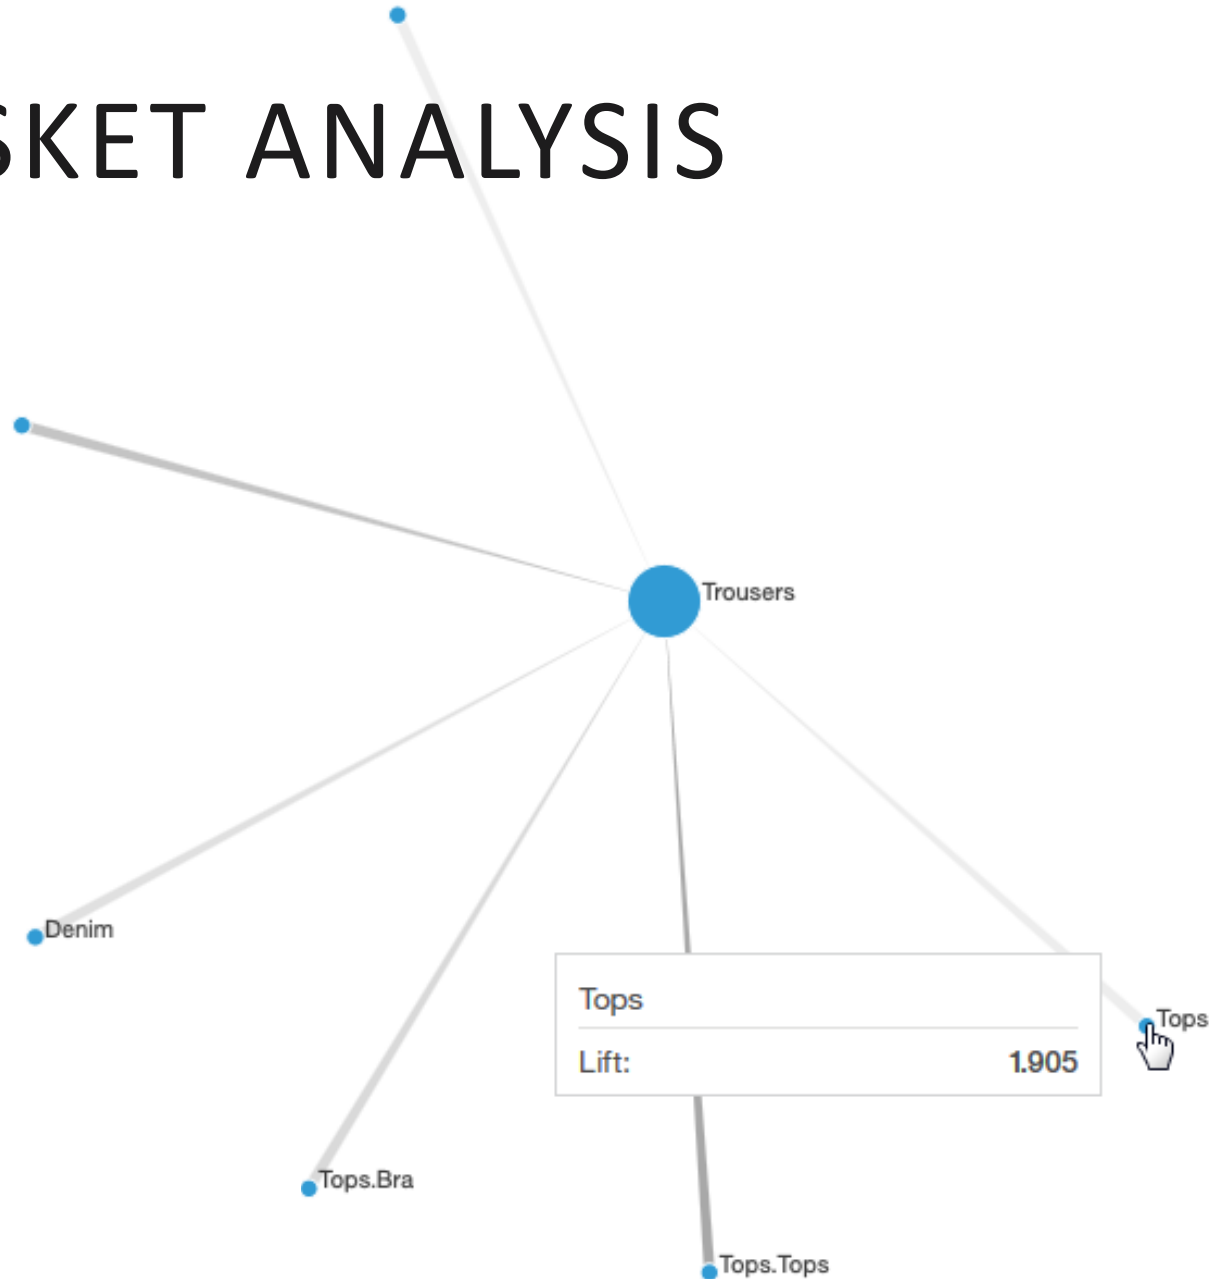 SKET ANALYSIS
Trousers
Denim
Tops
Lift: 1.905
Tops
Tops.Bra
Tops.Tops